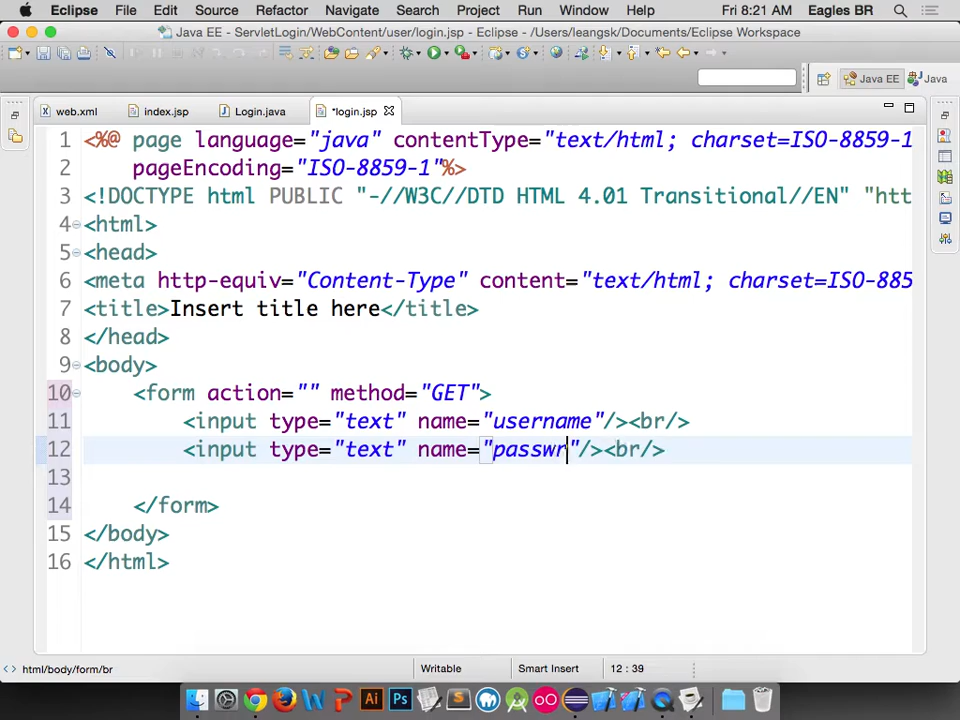 Eclipse File Edit Source Refactor Navigate Search Project Run Window Help Fri 8:21 AM Eagles BR
Java EE - ServletLogin/WebContent/user/login.jsp - Eclipse - /Users/leangsk/Documents/Eclipse Workspace
Java EE Java
web.xml index.jsp Login.java *login.jsp
1 <%@ page language="java" contentType="text/html; charset=ISO-8859-1
2 pageEncoding="ISO-8859-1"%>
3 <!DOCTYPE html PUBLIC "-//W3C//DTD HTML 4.01 Transitional//EN" "htt
4 <html>
5 <head>
6 <meta http-equiv="Content-Type" content="text/html; charset=ISO-885
7 <title>Insert title here</title>
8 </head>
9 <body>
10 <form action="" method="GET">
11 <input type="text" name="username"/><br/>
12 <input type="text" name="passwr"/><br/>
13
14 </form>
15 </body>
16 </html>
html/body/form/br Writable Smart Insert 12 : 39
W P Ai Ps S